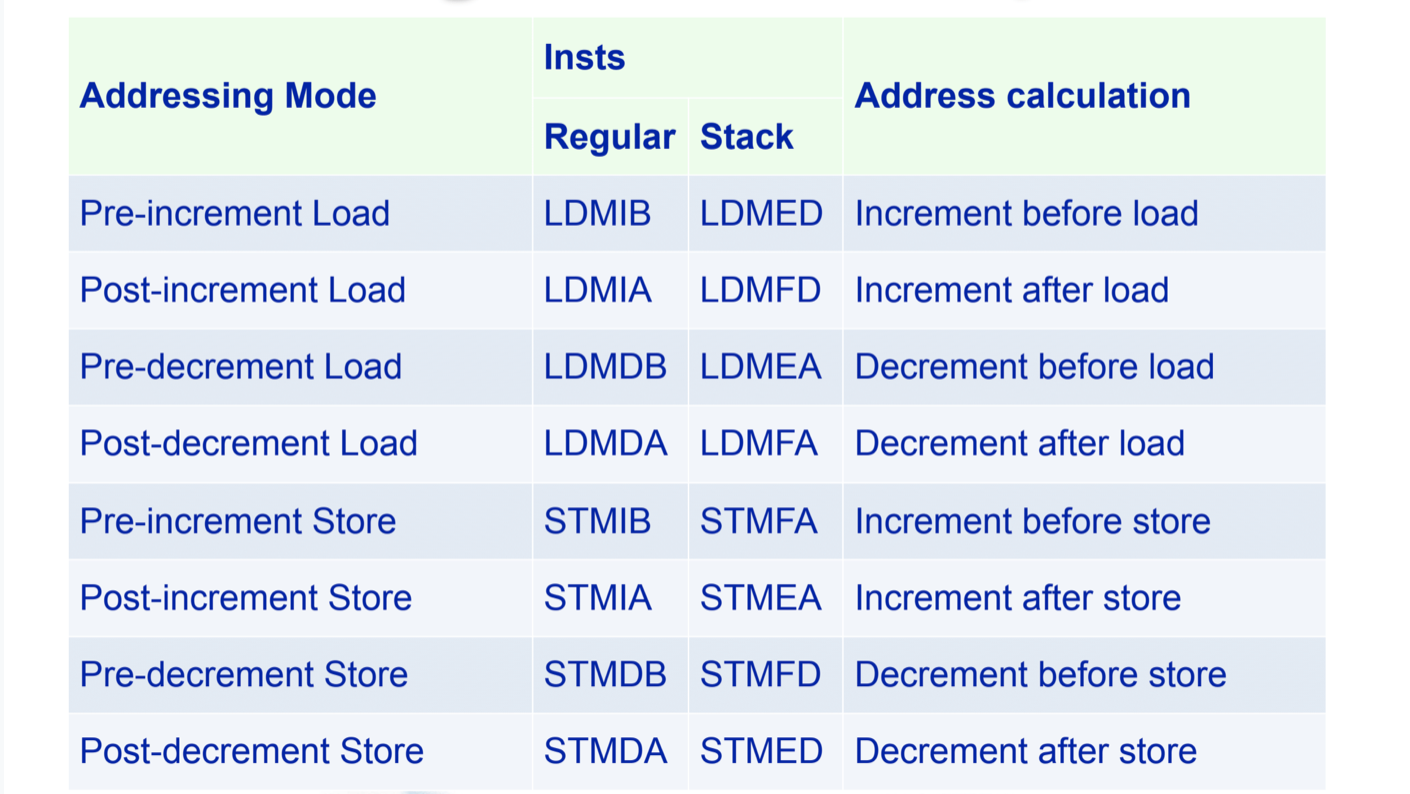 Addressing Mode
Insts
Address calculation
Regular Stack
Pre-increment Load LDMIB LDMED Increment before load
Post-increment Load LDMIA LDMFD Increment after load
Pre-decrement Load LDMDB LDMEA Decrement before load
Post-decrement Load LDMDA LDMFA Decrement after load
Pre-increment Store STMIB STMFA Increment before store
Post-increment Store STMIA STMEA Increment after store
Pre-decrement Store STMDB STMFD Decrement before store
Post-decrement Store STMDA STMED Decrement after store